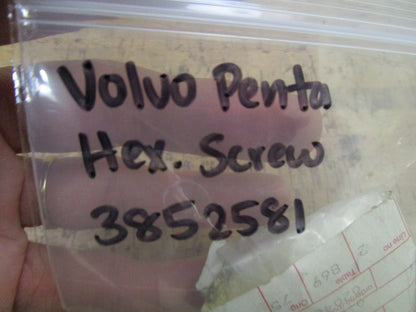 Volvo Penta
Hex. Screw
3852581